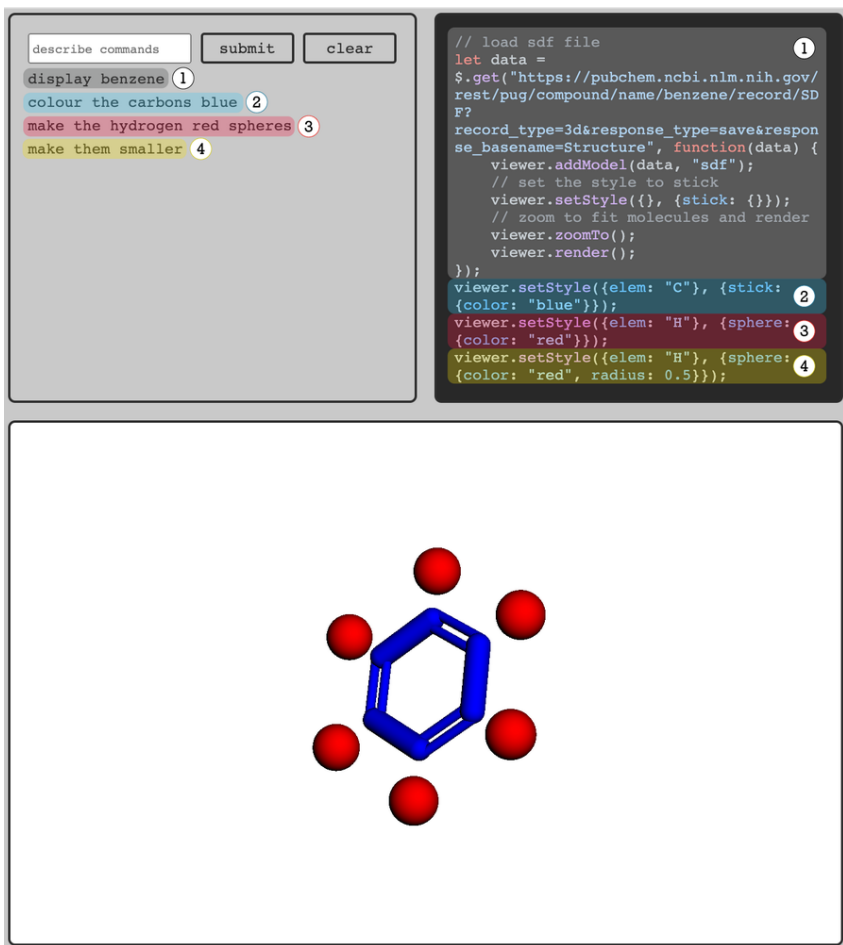 describe commands submit clear
display benzene 1
colour the carbons blue 2
make the hydrogen red spheres 3
make them smaller 4
// load sdf file 1
let data =
$.get("https://pubchem.ncbi.nlm.nih.gov/
rest/pug/compound/name/benzene/record/SD
F?
record_type=3d&response_type=save&respon
se_basename=Structure", function(data) {
    viewer.addModel(data, "sdf");
    // set the style to stick
    viewer.setStyle({}, {stick: {}});
    // zoom to fit molecules and render
    viewer.zoomTo();
    viewer.render();
});
viewer.setStyle({elem: "C"}, {stick: 2
{color: "blue"}});
viewer.setStyle({elem: "H"}, {sphere: 3
{color: "red"}});
viewer.setStyle({elem: "H"}, {sphere: 4
{color: "red", radius: 0.5}});